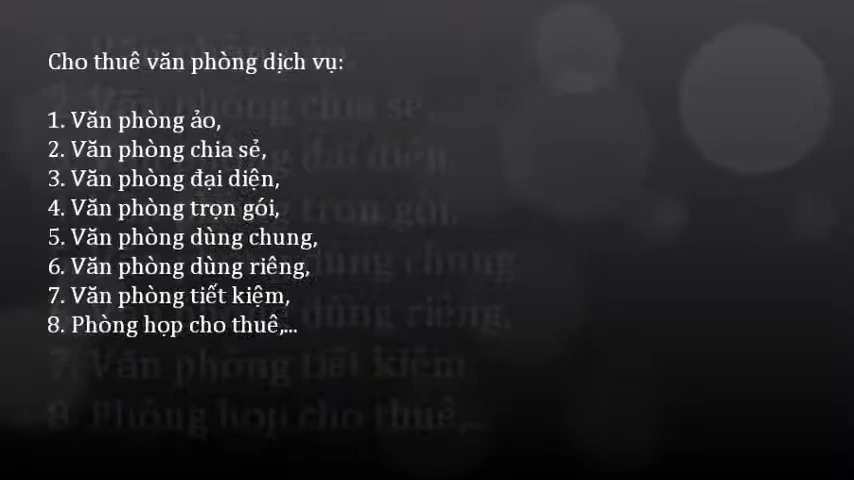 Cho thuê văn phòng dịch vụ:
1. Văn phòng ảo,
2. Văn phòng chia sẻ,
3. Văn phòng đại diện,
4. Văn phòng trọn gói,
5. Văn phòng dùng chung,
6. Văn phòng dùng riêng,
7. Văn phòng tiết kiệm,
8. Phòng họp cho thuê,...